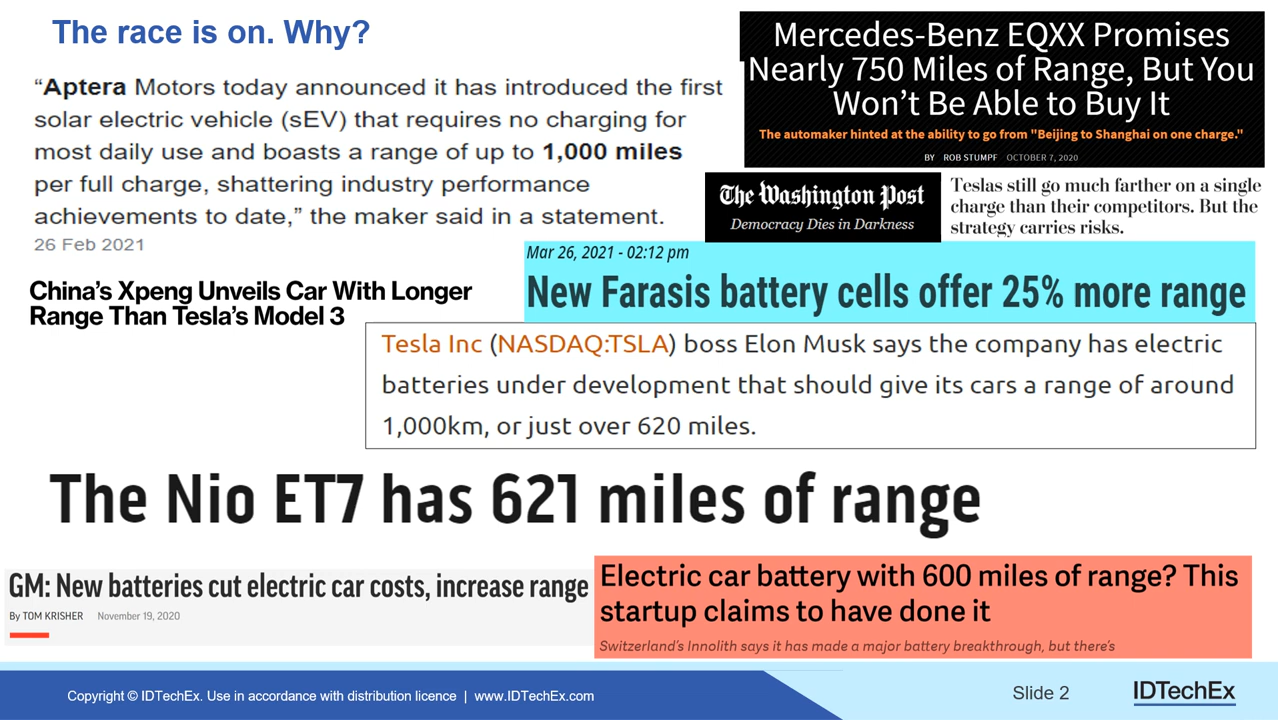 The race is on. Why?
“Aptera Motors today announced it has introduced the first
solar electric vehicle (sEV) that requires no charging for
most daily use and boasts a range of up to 1,000 miles
per full charge, shattering industry performance
achievements to date,” the maker said in a statement.
26 Feb 2021
Mercedes-Benz EQXX Promises
Nearly 750 Miles of Range, But You
Won’t Be Able to Buy It
The automaker hinted at the ability to go from "Beijing to Shanghai on one charge."
BY ROB STUMPF OCTOBER 7, 2020
The Washington Post
Democracy Dies in Darkness
Teslas still go much farther on a single
charge than their competitors. But the
strategy carries risks.
Mar 26, 2021 - 02:12 pm
New Farasis battery cells offer 25% more range
China’s Xpeng Unveils Car With Longer
Range Than Tesla’s Model 3
Tesla Inc (NASDAQ:TSLA) boss Elon Musk says the company has electric
batteries under development that should give its cars a range of around
1,000km, or just over 620 miles.
The Nio ET7 has 621 miles of range
GM: New batteries cut electric car costs, increase range
By TOM KRISHER November 19, 2020
Electric car battery with 600 miles of range? This
startup claims to have done it
Switzerland’s Innolith says it has made a major battery breakthrough, but there’s
Copyright © IDTechEx. Use in accordance with distribution licence | www.IDTechEx.com
Slide 2
IDTechEx